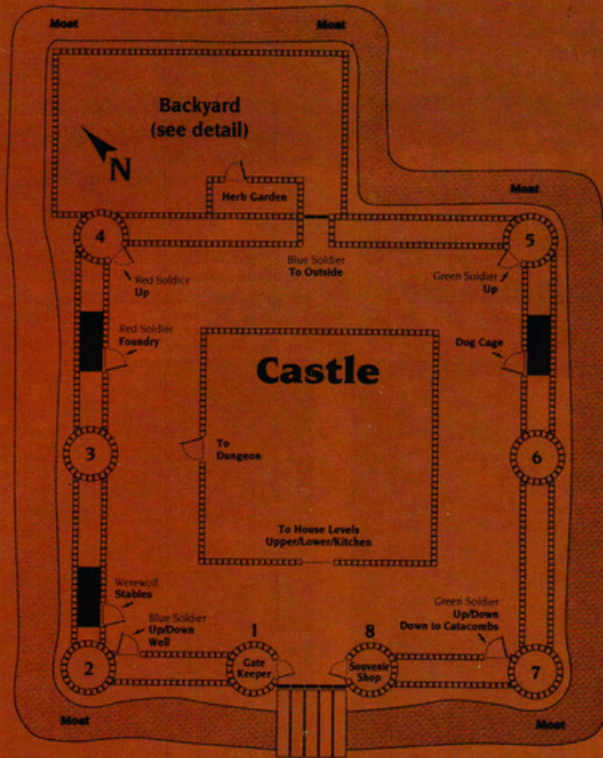 Moat
Moat
Backyard
(see detail)
N
Herb Garden
Moat
4
5
Blue Soldier
To Outside
Red Soldier
Up
Green Soldier
Up
Red Soldier
Foundry
Dog Cage
Castle
3
To
Dungeon
6
To House Levels
Upper/Lower/Kitchen
Werewolf
Stables
Blue Soldier
Up/Down
Well
Green Soldier
Up/Down
Down to Catacombs
1
8
2
Gate
Keeper
Souvenir
Shop
7
Moat
Moat